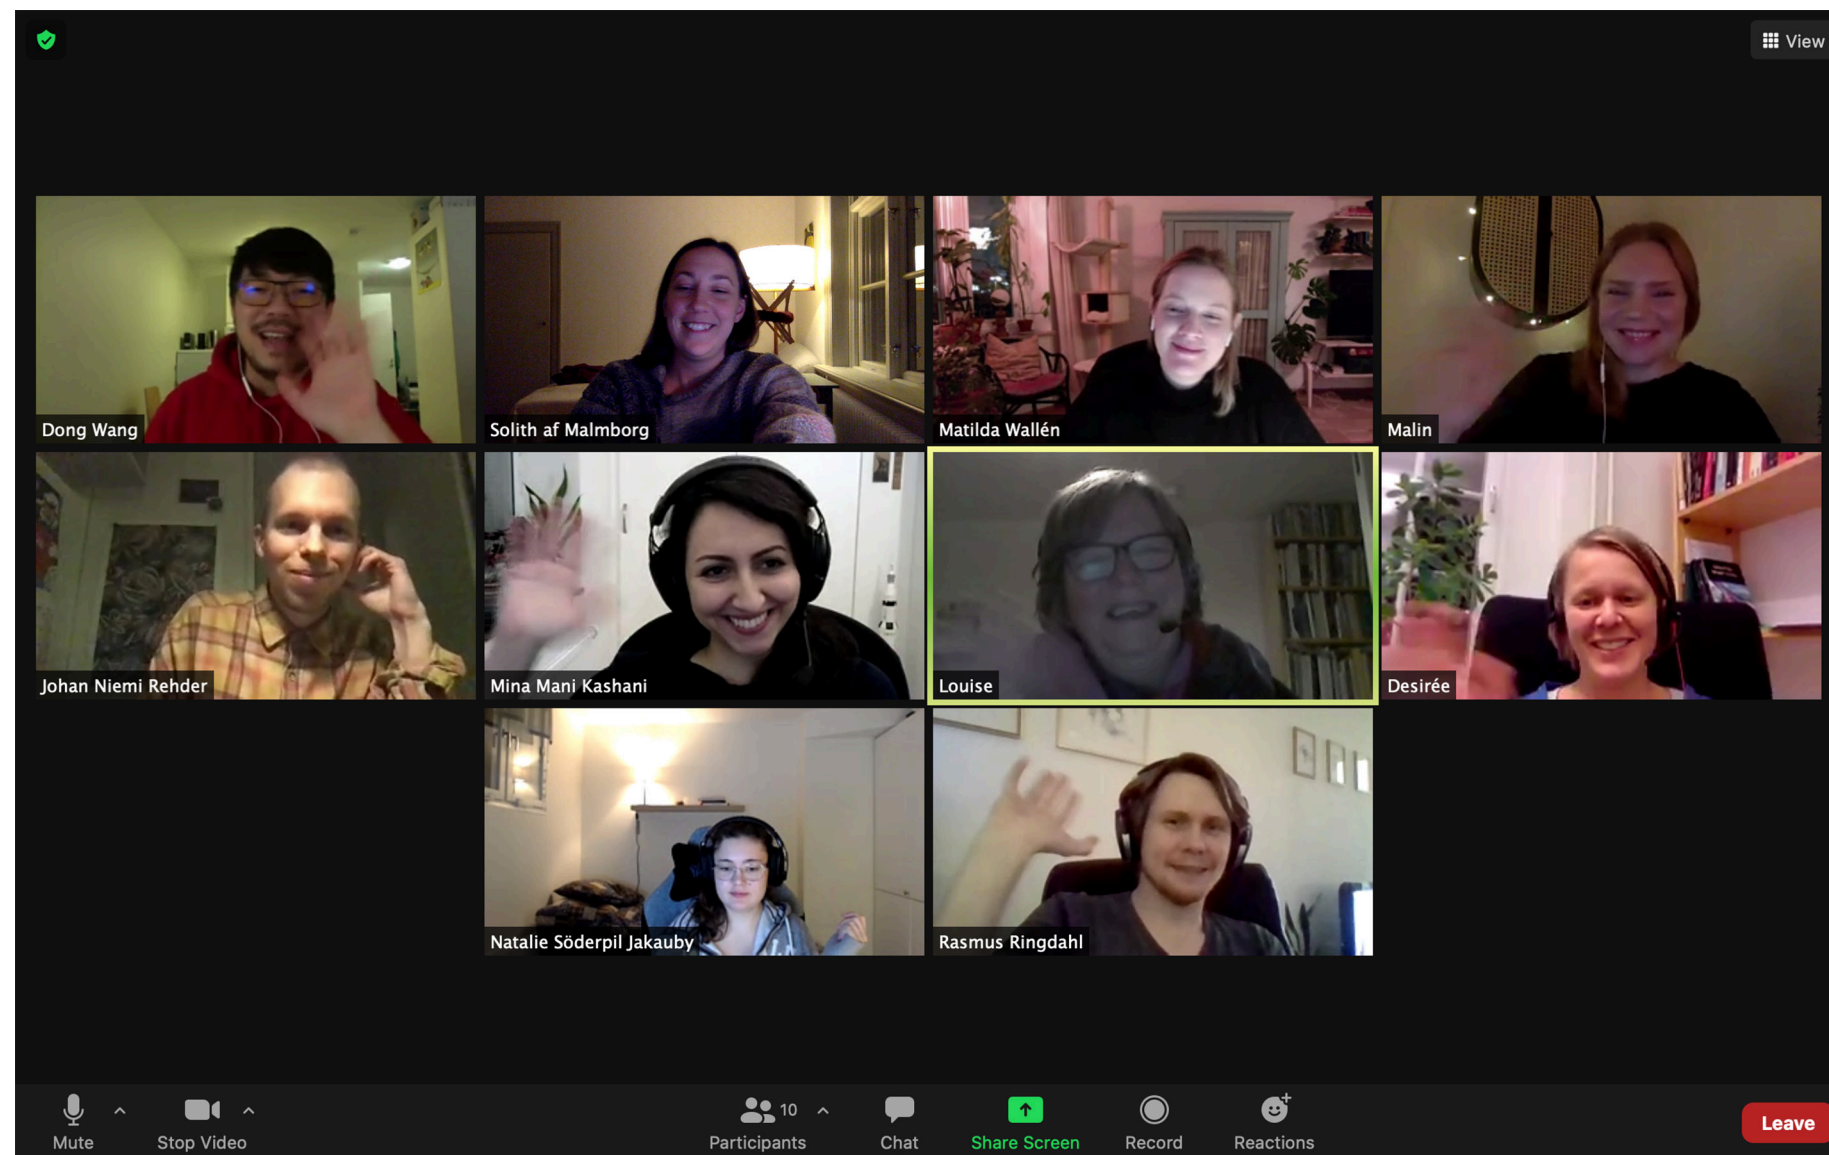 View
Dong Wang
Solith af Malmborg
Matilda Wallén
Malin
Johan Niemi Rehder
Mina Mani Kashani
Louise
Desirée
Natalie Söderpil Jakauby
Rasmus Ringdahl
10
Mute
Stop Video
Participants
Chat
Share Screen
Record
Reactions
Leave